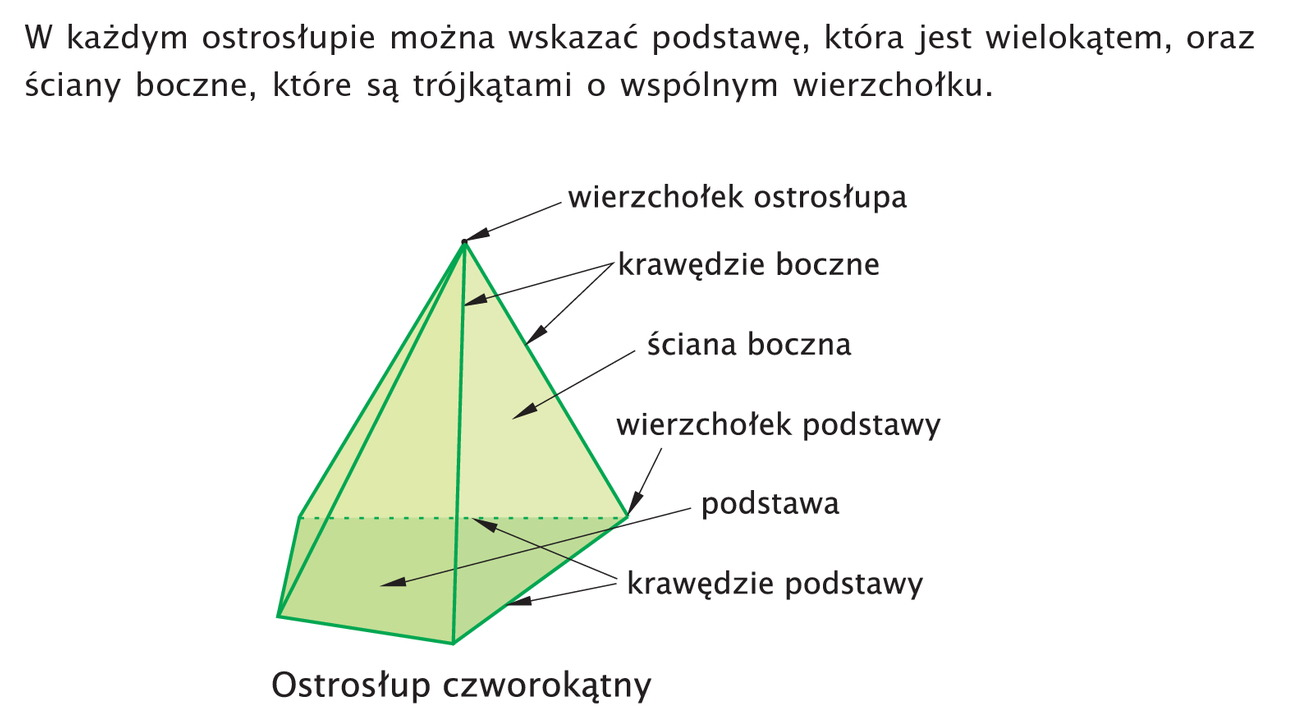 W każdym ostrosłupie można wskazać podstawę, która jest wielokątem, oraz
ściany boczne, które są trójkątami o wspólnym wierzchołku.
wierzchołek ostrosłupa
krawędzie boczne
ściana boczna
wierzchołek podstawy
podstawa
krawędzie podstawy
Ostrosłup czworokątny